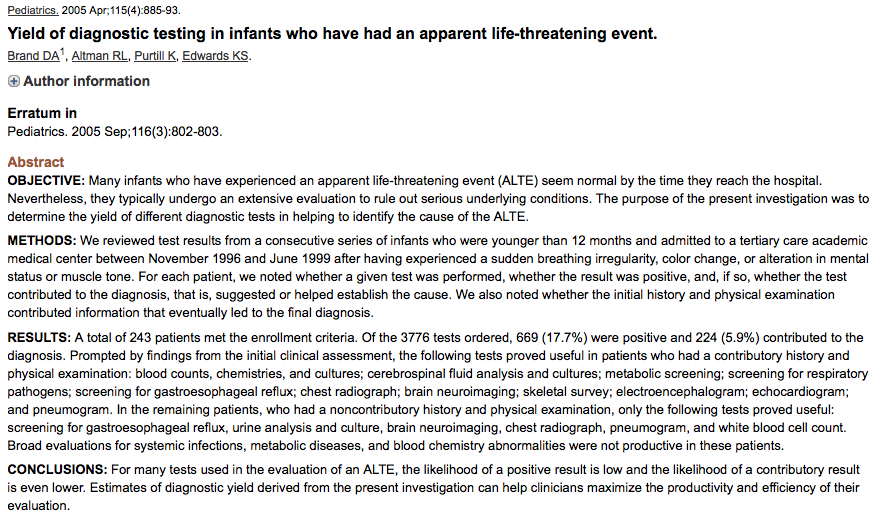 Pediatrics. 2005 Apr;115(4):885-93.
Yield of diagnostic testing in infants who have had an apparent life-threatening event.
Brand DA1, Altman RL, Purtill K, Edwards KS.
Author information
Erratum in
Pediatrics. 2005 Sep;116(3):802-803.
Abstract
OBJECTIVE: Many infants who have experienced an apparent life-threatening event (ALTE) seem normal by the time they reach the hospital.
Nevertheless, they typically undergo an extensive evaluation to rule out serious underlying conditions. The purpose of the present investigation was to
determine the yield of different diagnostic tests in helping to identify the cause of the ALTE.
METHODS: We reviewed test results from a consecutive series of infants who were younger than 12 months and admitted to a tertiary care academic
medical center between November 1996 and June 1999 after having experienced a sudden breathing irregularity, color change, or alteration in mental
status or muscle tone. For each patient, we noted whether a given test was performed, whether the result was positive, and, if so, whether the test
contributed to the diagnosis, that is, suggested or helped establish the cause. We also noted whether the initial history and physical examination
contributed information that eventually led to the final diagnosis.
RESULTS: A total of 243 patients met the enrollment criteria. Of the 3776 tests ordered, 669 (17.7%) were positive and 224 (5.9%) contributed to the
diagnosis. Prompted by findings from the initial clinical assessment, the following tests proved useful in patients who had a contributory history and
physical examination: blood counts, chemistries, and cultures; cerebrospinal fluid analysis and cultures; metabolic screening; screening for respiratory
pathogens; screening for gastroesophageal reflux; chest radiograph; brain neuroimaging; skeletal survey; electroencephalogram; echocardiogram;
and pneumogram. In the remaining patients, who had a noncontributory history and physical examination, only the following tests proved useful:
screening for gastroesophageal reflux, urine analysis and culture, brain neuroimaging, chest radiograph, pneumogram, and white blood cell count.
Broad evaluations for systemic infections, metabolic diseases, and blood chemistry abnormalities were not productive in these patients.
CONCLUSIONS: For many tests used in the evaluation of an ALTE, the likelihood of a positive result is low and the likelihood of a contributory result
is even lower. Estimates of diagnostic yield derived from the present investigation can help clinicians maximize the productivity and efficiency of their
evaluation.